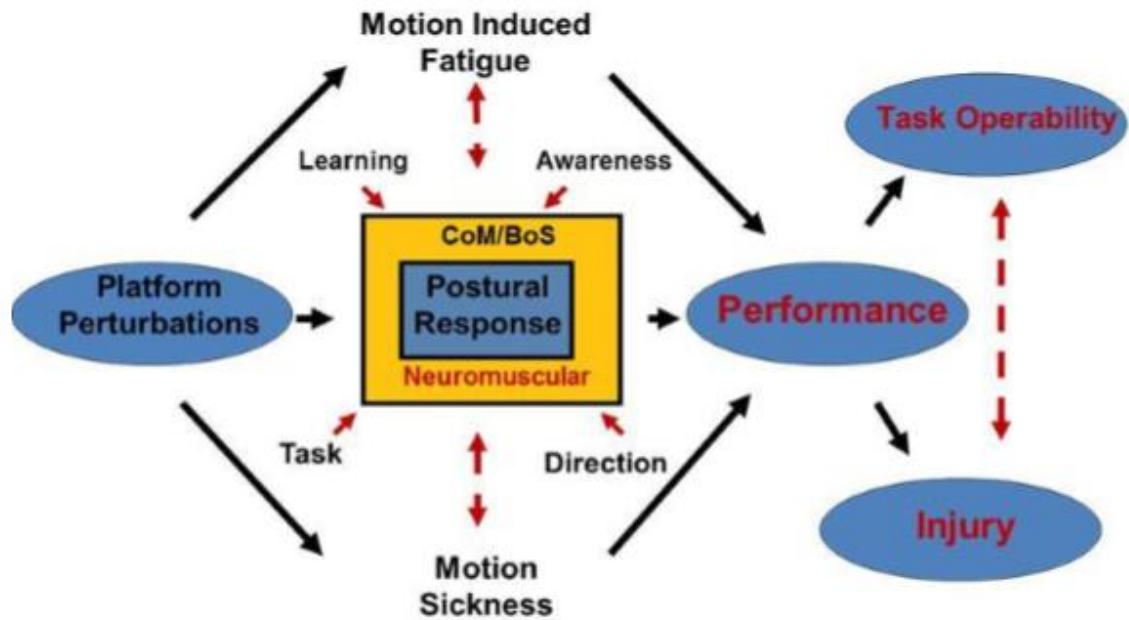 Motion Induced
Fatigue
Task Operability
Learning
Awareness
CoM/BoS
Platform
Perturbations
Postural
Response
Performance
Neuromuscular
Task
Direction
Injury
Motion
Sickness